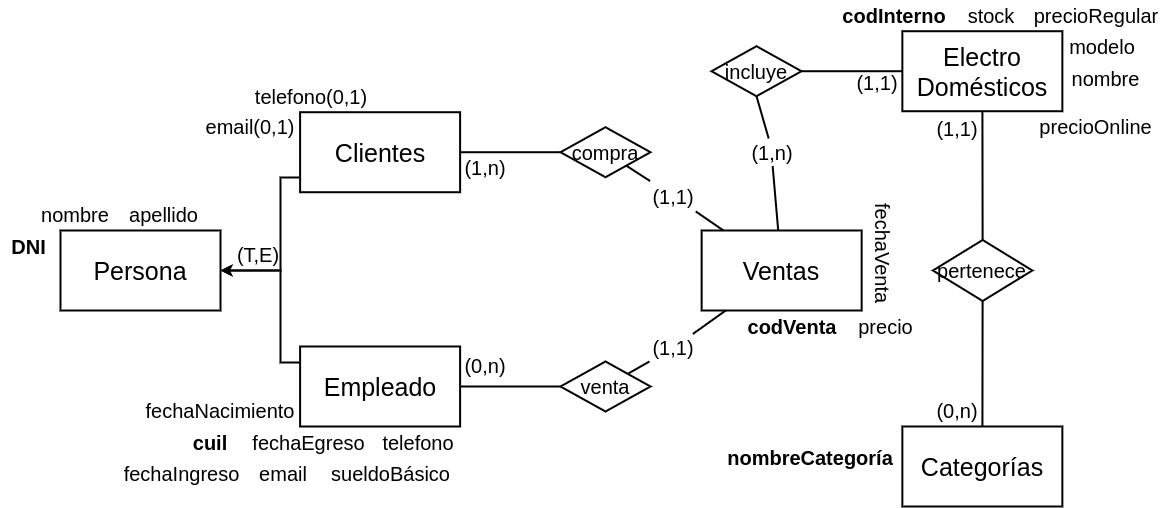 codInterno stock precioRegular
Electro
Domésticos
modelo
nombre
precioOnline
incluye
(1,1)
(1,n)
(1,1)
telefono(0,1)
email(0,1)
Clientes
(1,n)
compra
(1,1)
nombre apellido
DNI
Persona
(T,E)
Ventas
fechaVenta
codVenta precio
pertenece
Empleado
(0,n)
venta
(1,1)
fechaNacimiento
cuil fechaEgreso telefono
fechaIngreso email sueldoBásico
(0,n)
nombreCategoría
Categorías